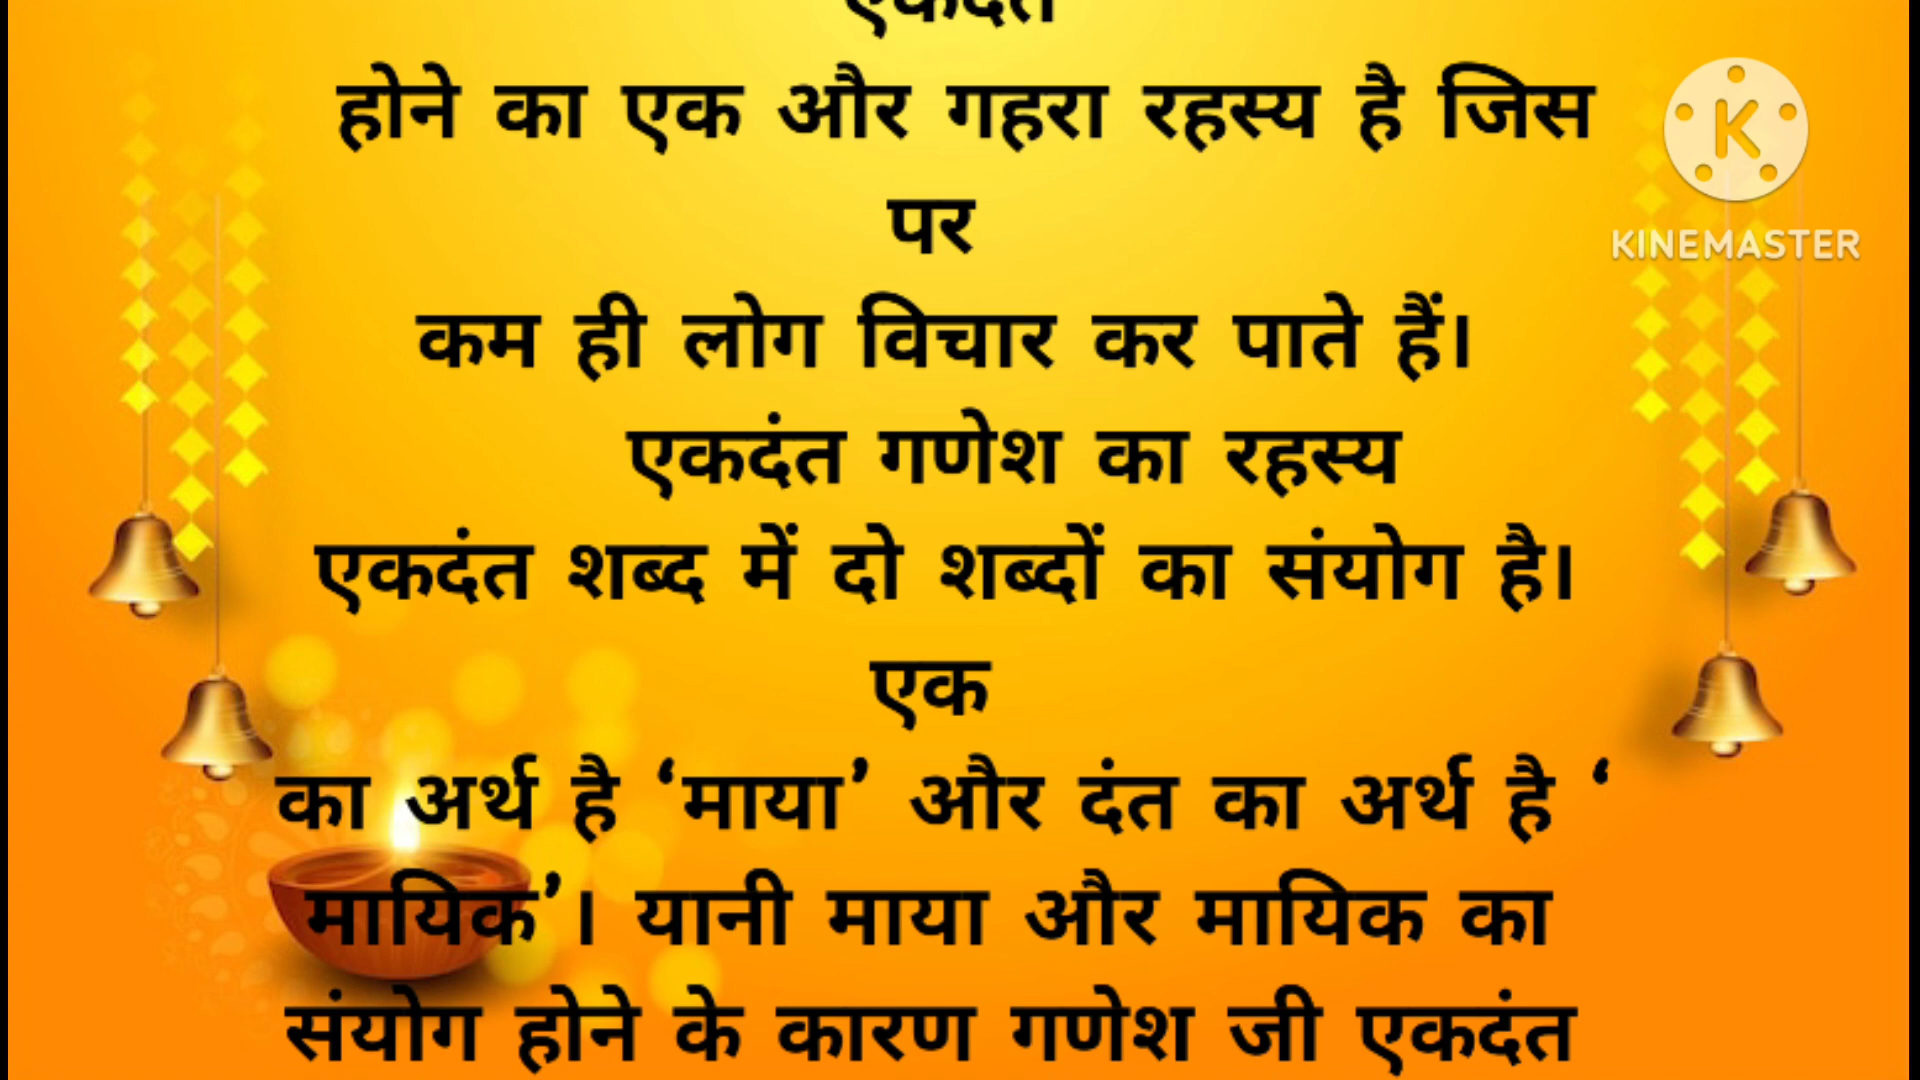 एकदंत
होने का एक और गहरा रहस्य है जिस
पर
कम ही लोग विचार कर पाते हैं।
एकदंत गणेश का रहस्य
एकदंत शब्द में दो शब्दों का संयोग है।
एक
का अर्थ है ‘माया’ और दंत का अर्थ है ‘
मायिक’। यानी माया और मायिक का
संयोग होने के कारण गणेश जी एकदंत
K
KINEMASTER